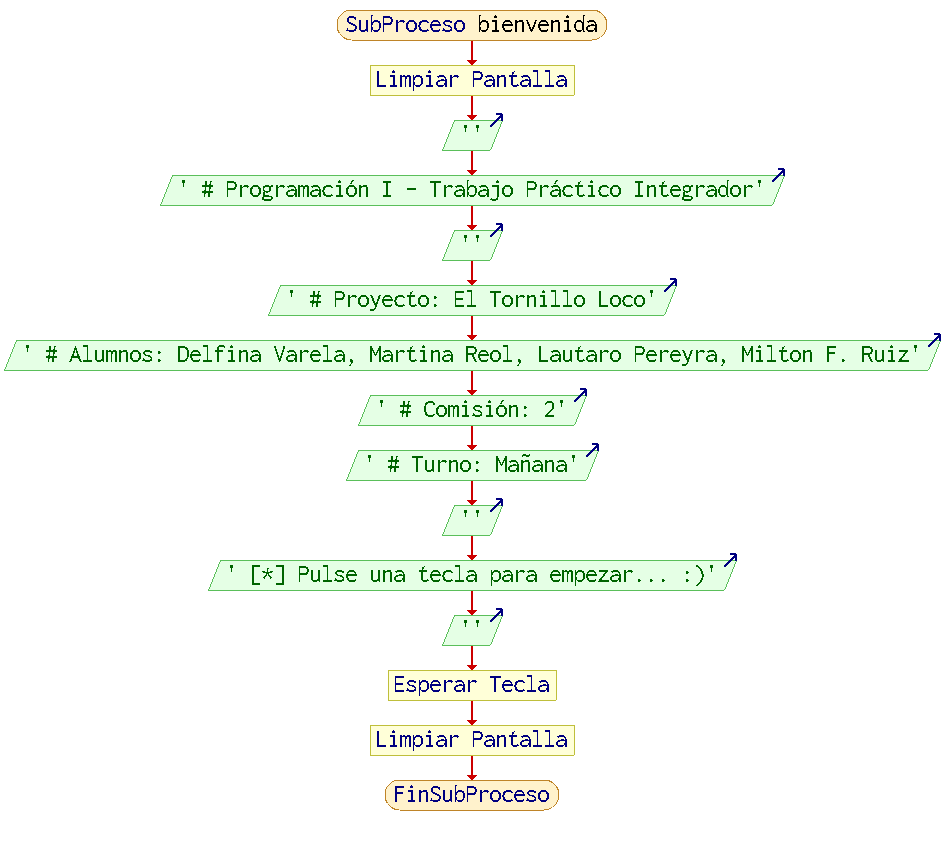 SubProceso bienvenida
Limpiar Pantalla
''
' # Programación I - Trabajo Práctico Integrador'
''
' # Proyecto: El Tornillo Loco'
' # Alumnos: Delfina Varela, Martina Reol, Lautaro Pereyra, Milton F. Ruiz'
' # Comisión: 2'
' # Turno: Mañana'
''
' [*] Pulse una tecla para empezar... :)'
''
Esperar Tecla
Limpiar Pantalla
FinSubProceso